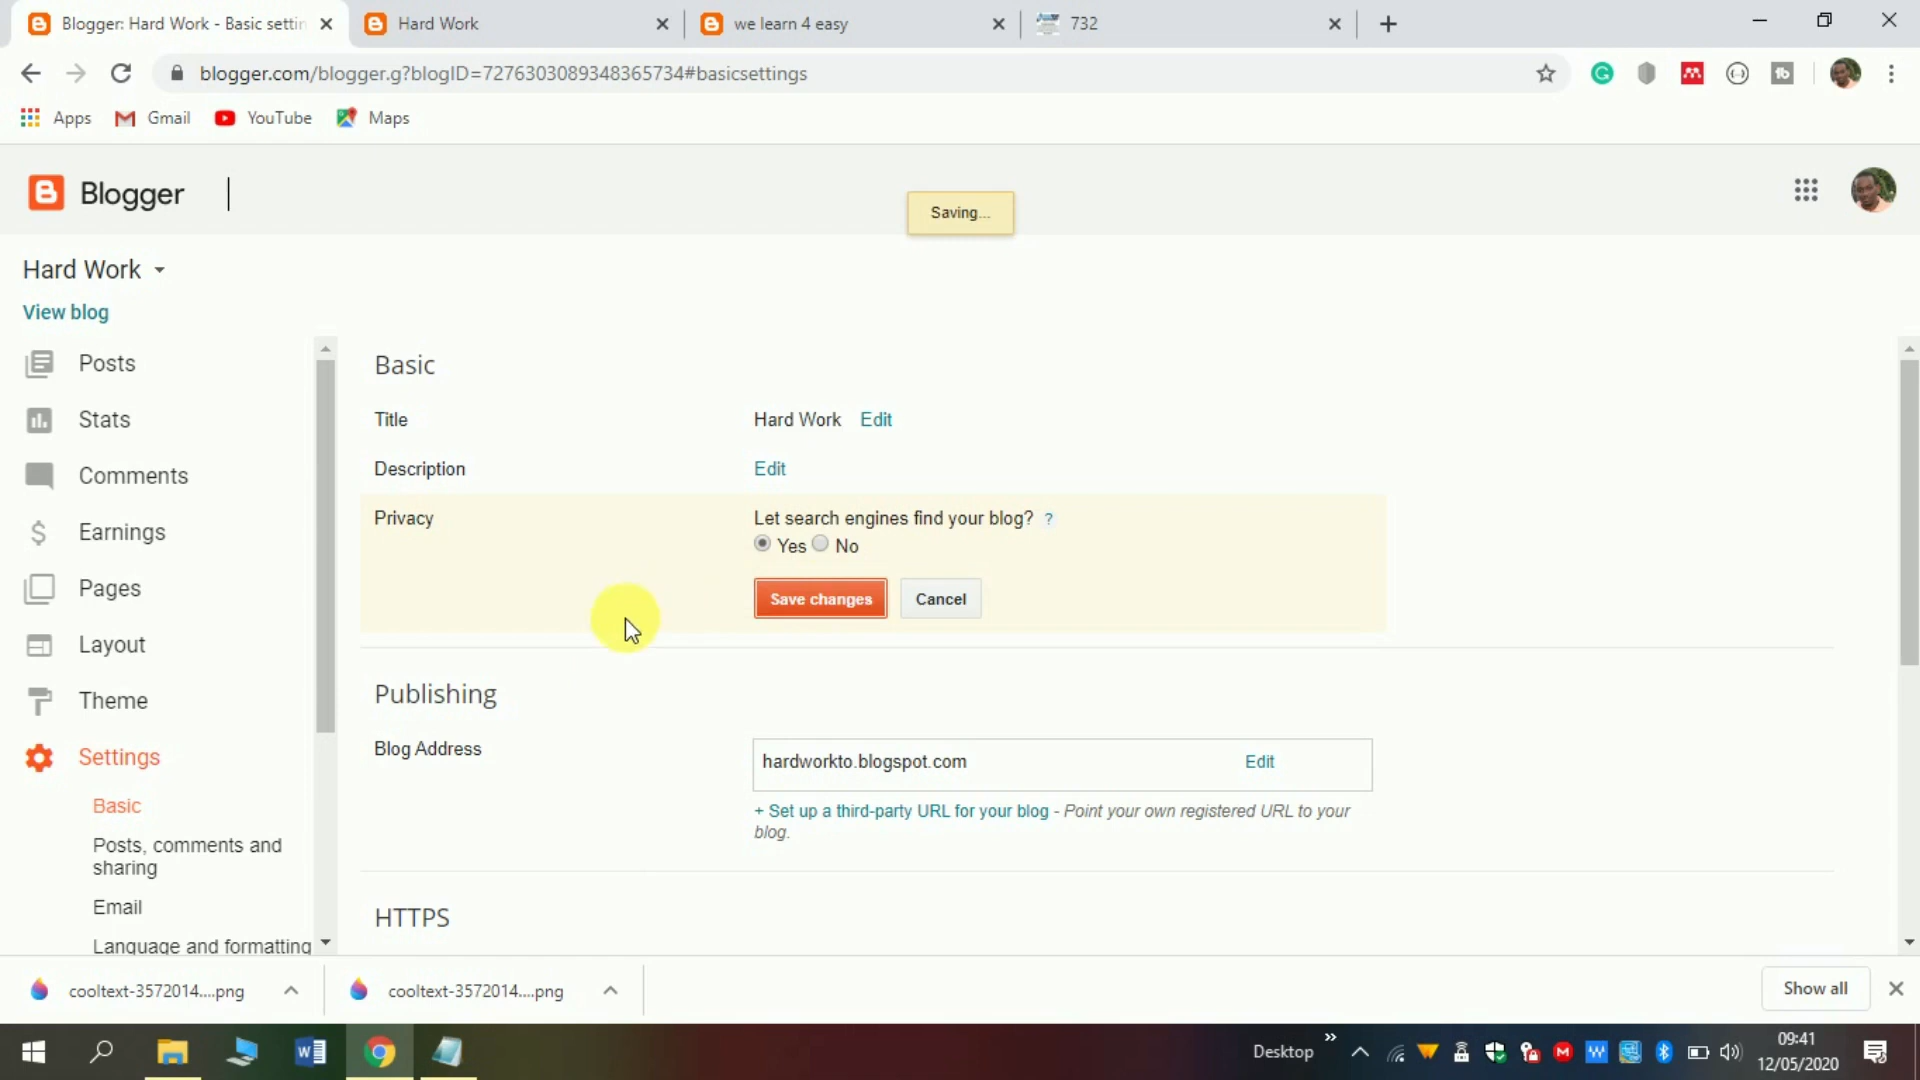 Blogger: Hard Work - Basic settin
Hard Work
we learn 4 easy
732
blogger.com/blogger.g?blogID=7276303089348365734#basicsettings
Apps
Gmail
YouTube
Maps
Blogger
Saving...
Hard Work
View blog
Posts
Stats
Comments
Earnings
Pages
Layout
Theme
Settings
Basic
Posts, comments and
sharing
Email
Language and formatting
Basic
Title
Hard Work Edit
Description
Edit
Privacy
Let search engines find your blog? ?
Yes No
Save changes
Cancel
Publishing
Blog Address
hardworkto.blogspot.com
Edit
+ Set up a third-party URL for your blog - Point your own registered URL to your
blog.
HTTPS
cooltext-3572014....png
cooltext-3572014....png
Show all
Desktop
09:41
12/05/2020